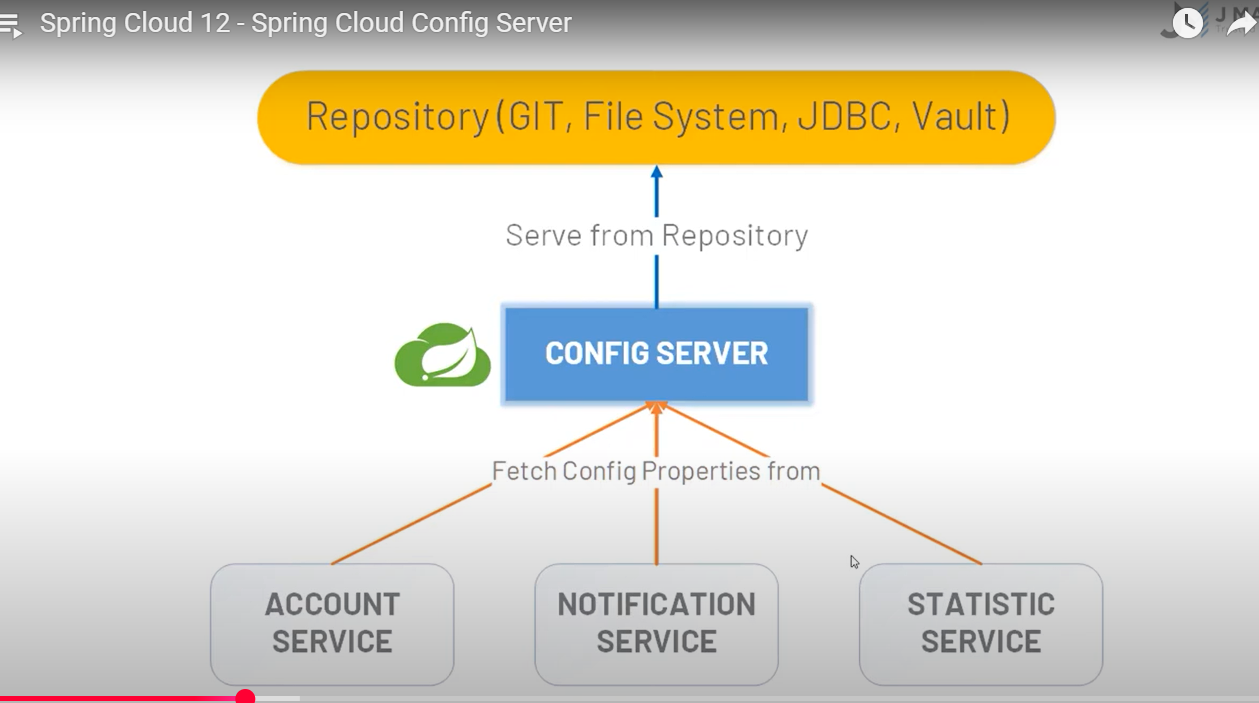 Spring Cloud 12 - Spring Cloud Config Server
Repository (GIT, File System, JDBC, Vault)
Serve from Repository
CONFIG SERVER
Fetch Config Properties from
ACCOUNT
SERVICE
NOTIFICATION
SERVICE
STATISTIC
SERVICE